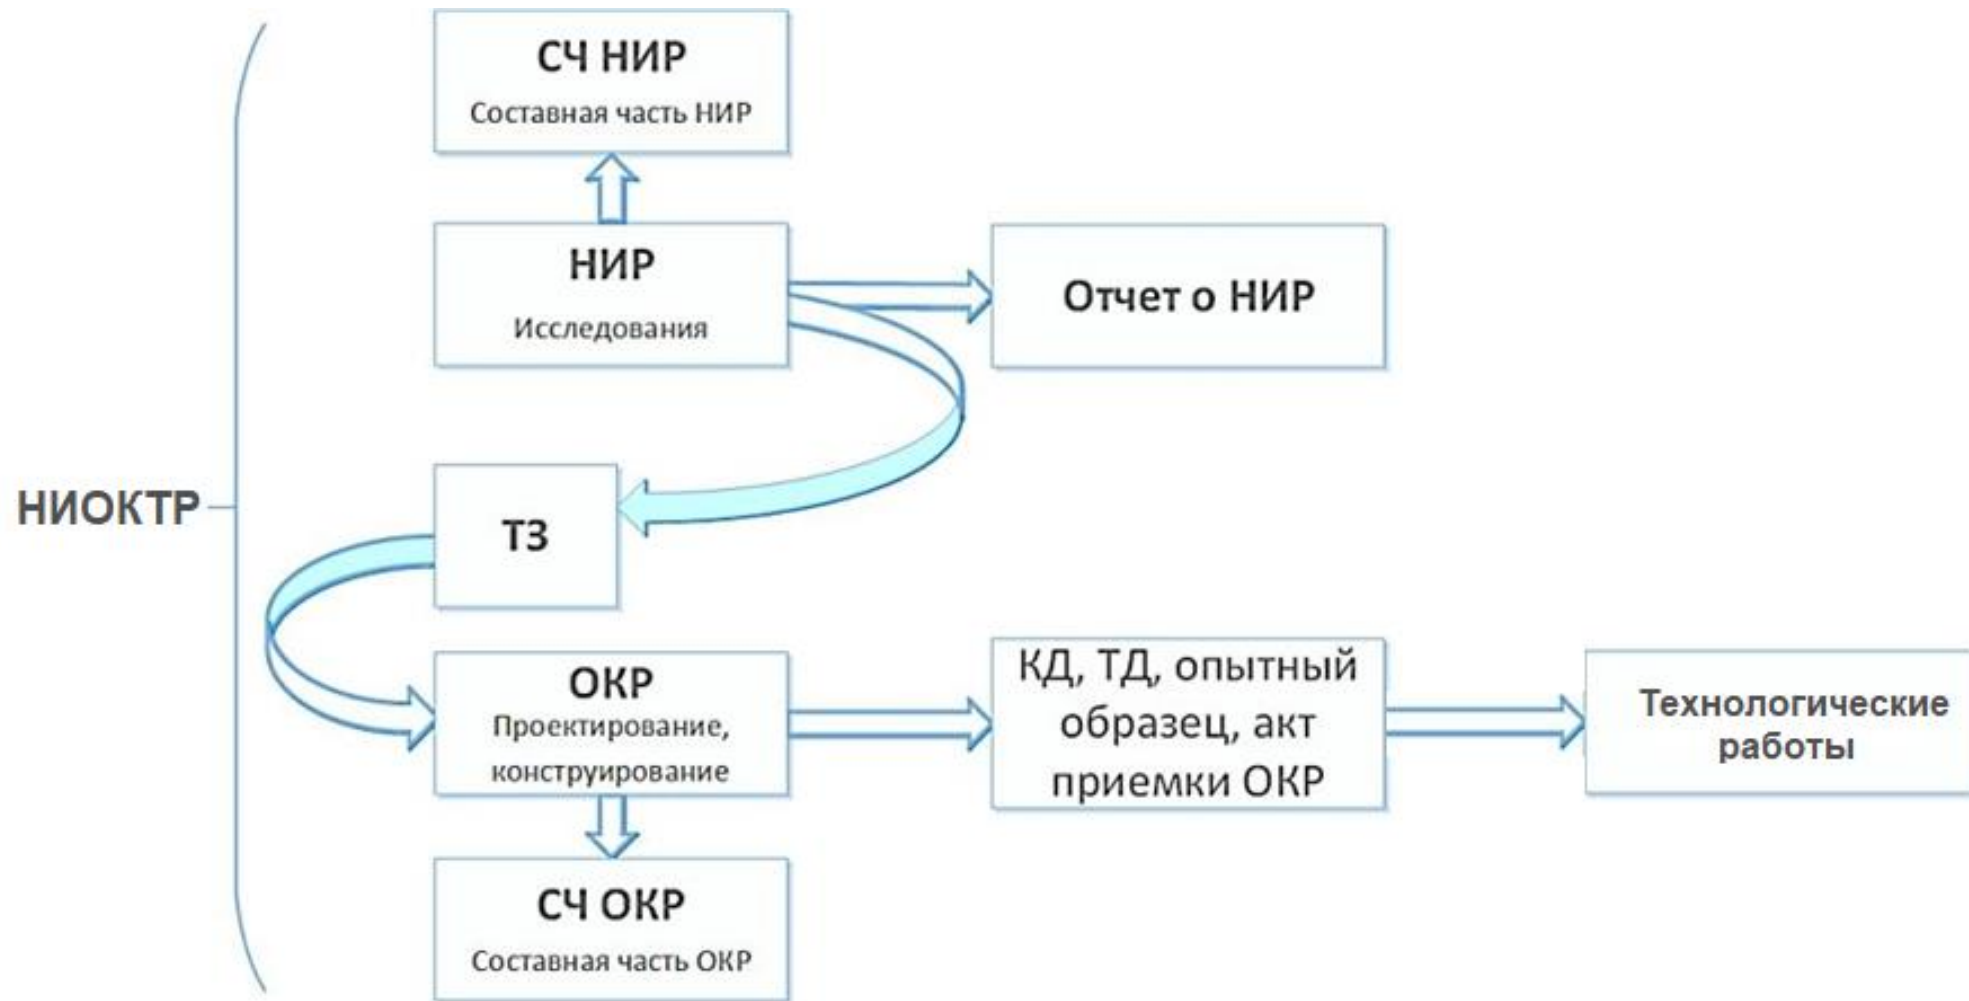 СЧ НИР
Составная часть НИР
НИР
Исследования
Отчет о НИР
НИОКТР
ТЗ
ОКР
Проектирование,
конструирование
КД, ТД, опытный
образец, акт
приемки ОКР
Технологические
работы
СЧ ОКР
Составная часть ОКР